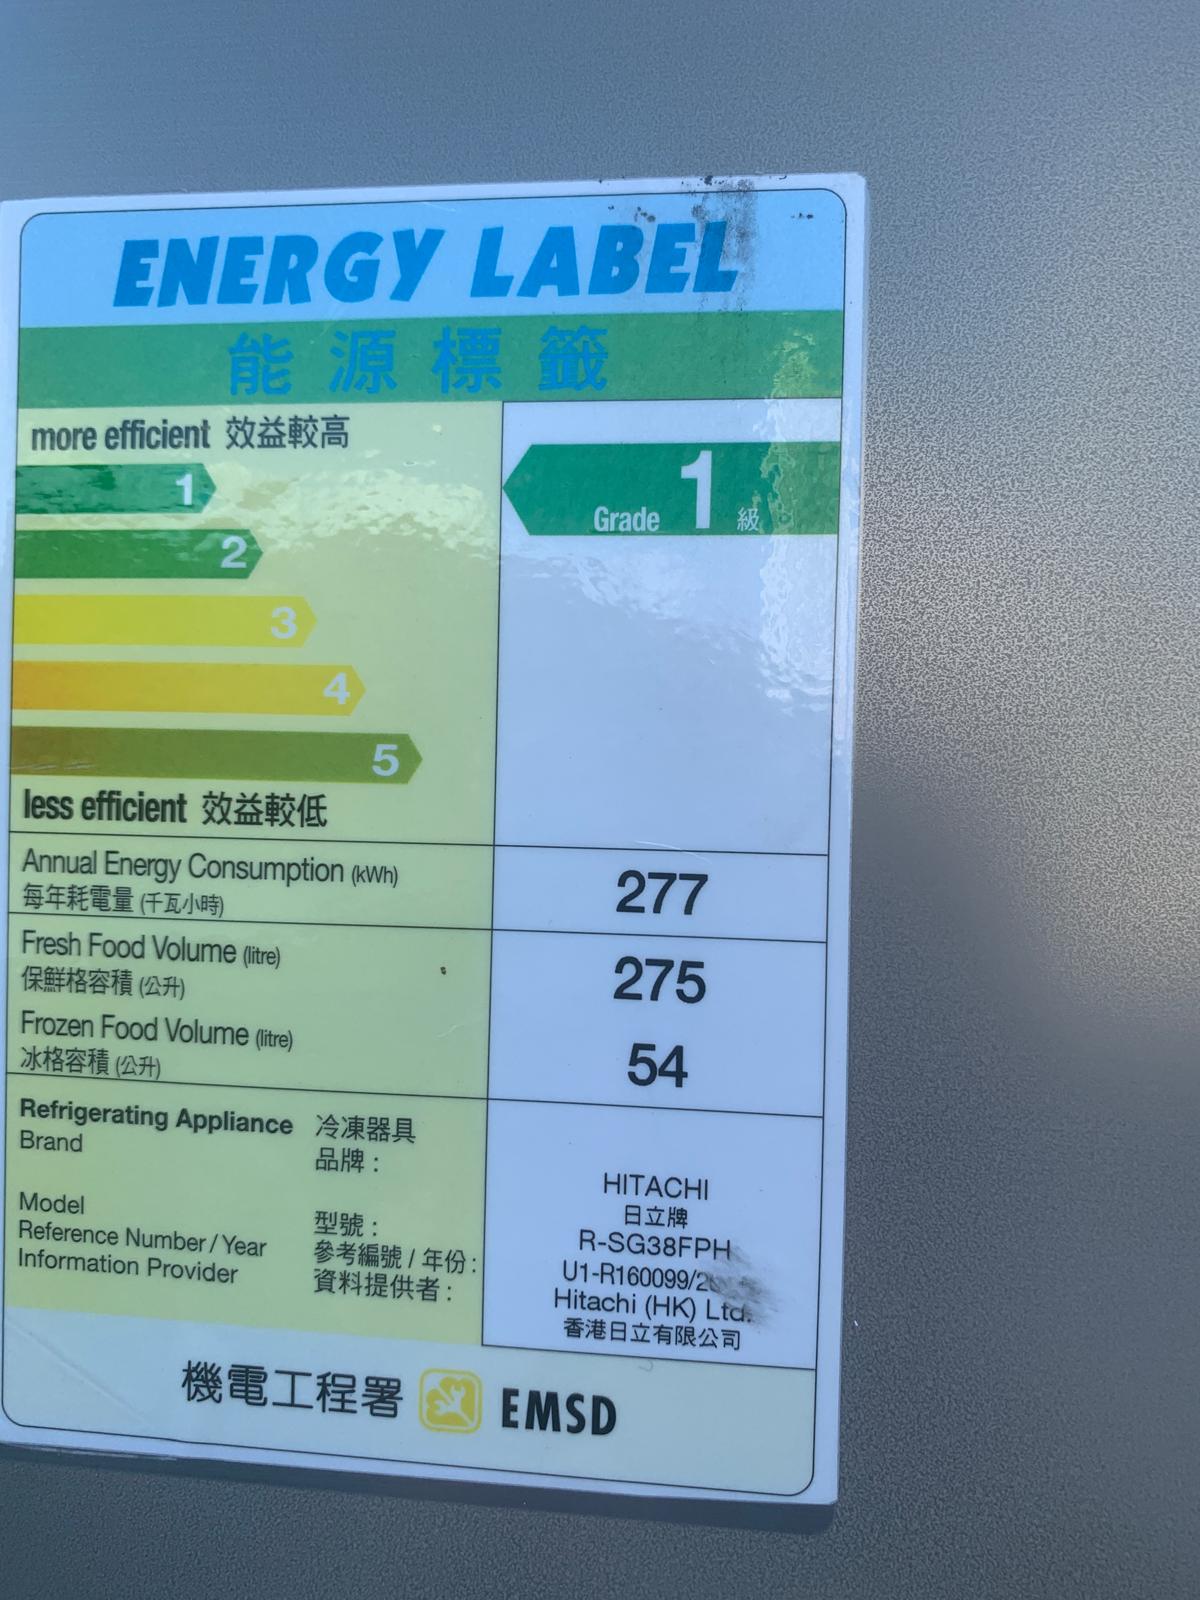 ENERGY LABEL
能源標籤
more efficient 效益較高
1
2
3
4
5
less efficient 效益較低
Grade 1 級
Annual Energy Consumption (kWh) 277
每年耗電量 (千瓦小時)
Fresh Food Volume (litre) 275
保鮮格容積 (公升)
Frozen Food Volume (litre) 54
冰格容積 (公升)
Refrigerating Appliance 冷凍器具
Brand 品牌 : HITACHI
日立牌
Model 型號 : R-SG38FPH
Reference Number / Year 參考編號 / 年份 : U1-R160099/
Information Provider 資料提供者 : Hitachi (HK) Ltd.
香港日立有限公司
機電工程署 EMSD